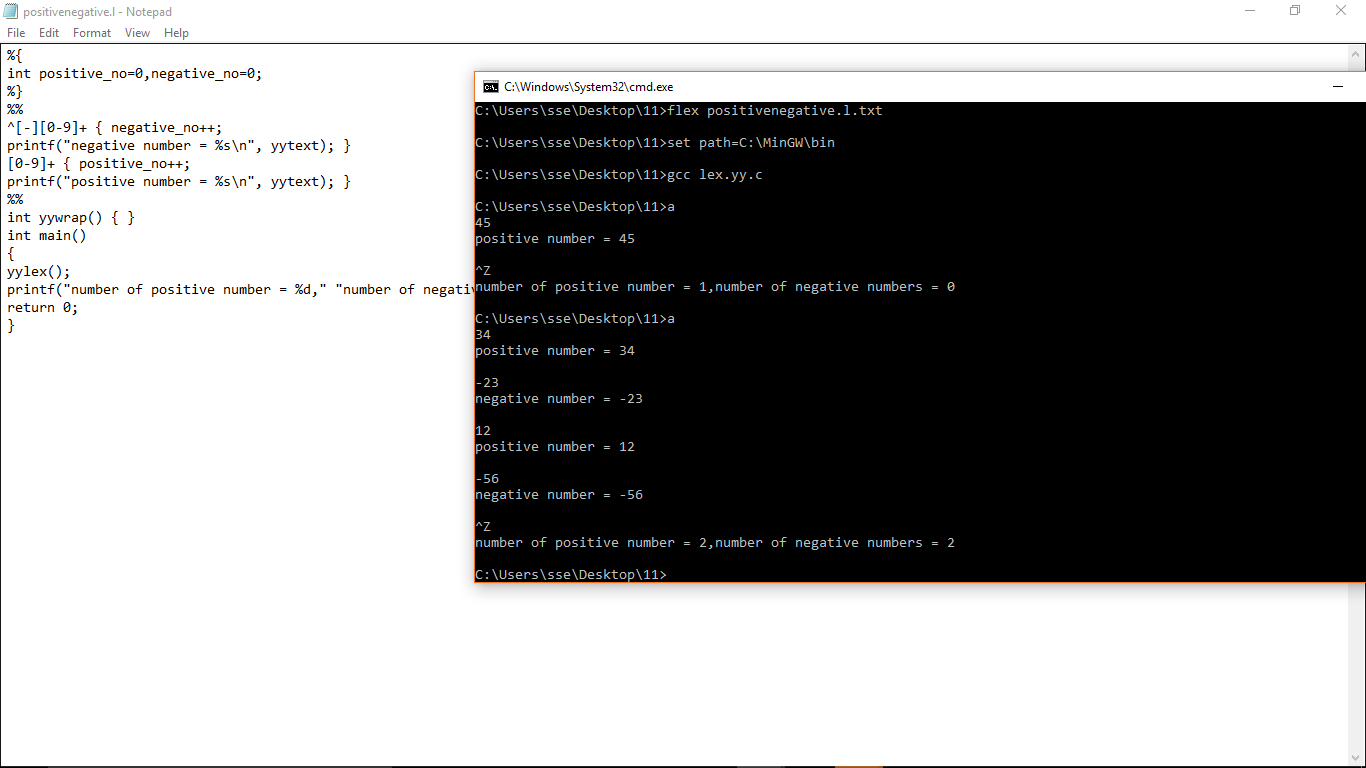 positivenegative.l - Notepad
File Edit Format View Help
%{
int positive_no=0,negative_no=0;
%}
%%
^[-][0-9]+ { negative_no++;
printf("negative number = %s\n", yytext); }
[0-9]+ { positive_no++;
printf("positive number = %s\n", yytext); }
%%
int yywrap() { }
int main()
{
yylex();
printf("number of positive number = %d," "number of negativ
return 0;
}
C:\Windows\System32\cmd.exe
C:\Users\sse\Desktop\11>flex positivenegative.l.txt
C:\Users\sse\Desktop\11>set path=C:\MinGW\bin
C:\Users\sse\Desktop\11>gcc lex.yy.c
C:\Users\sse\Desktop\11>a
45
positive number = 45
^Z
number of positive number = 1,number of negative numbers = 0
C:\Users\sse\Desktop\11>a
34
positive number = 34
-23
negative number = -23
12
positive number = 12
-56
negative number = -56
^Z
number of positive number = 2,number of negative numbers = 2
C:\Users\sse\Desktop\11>